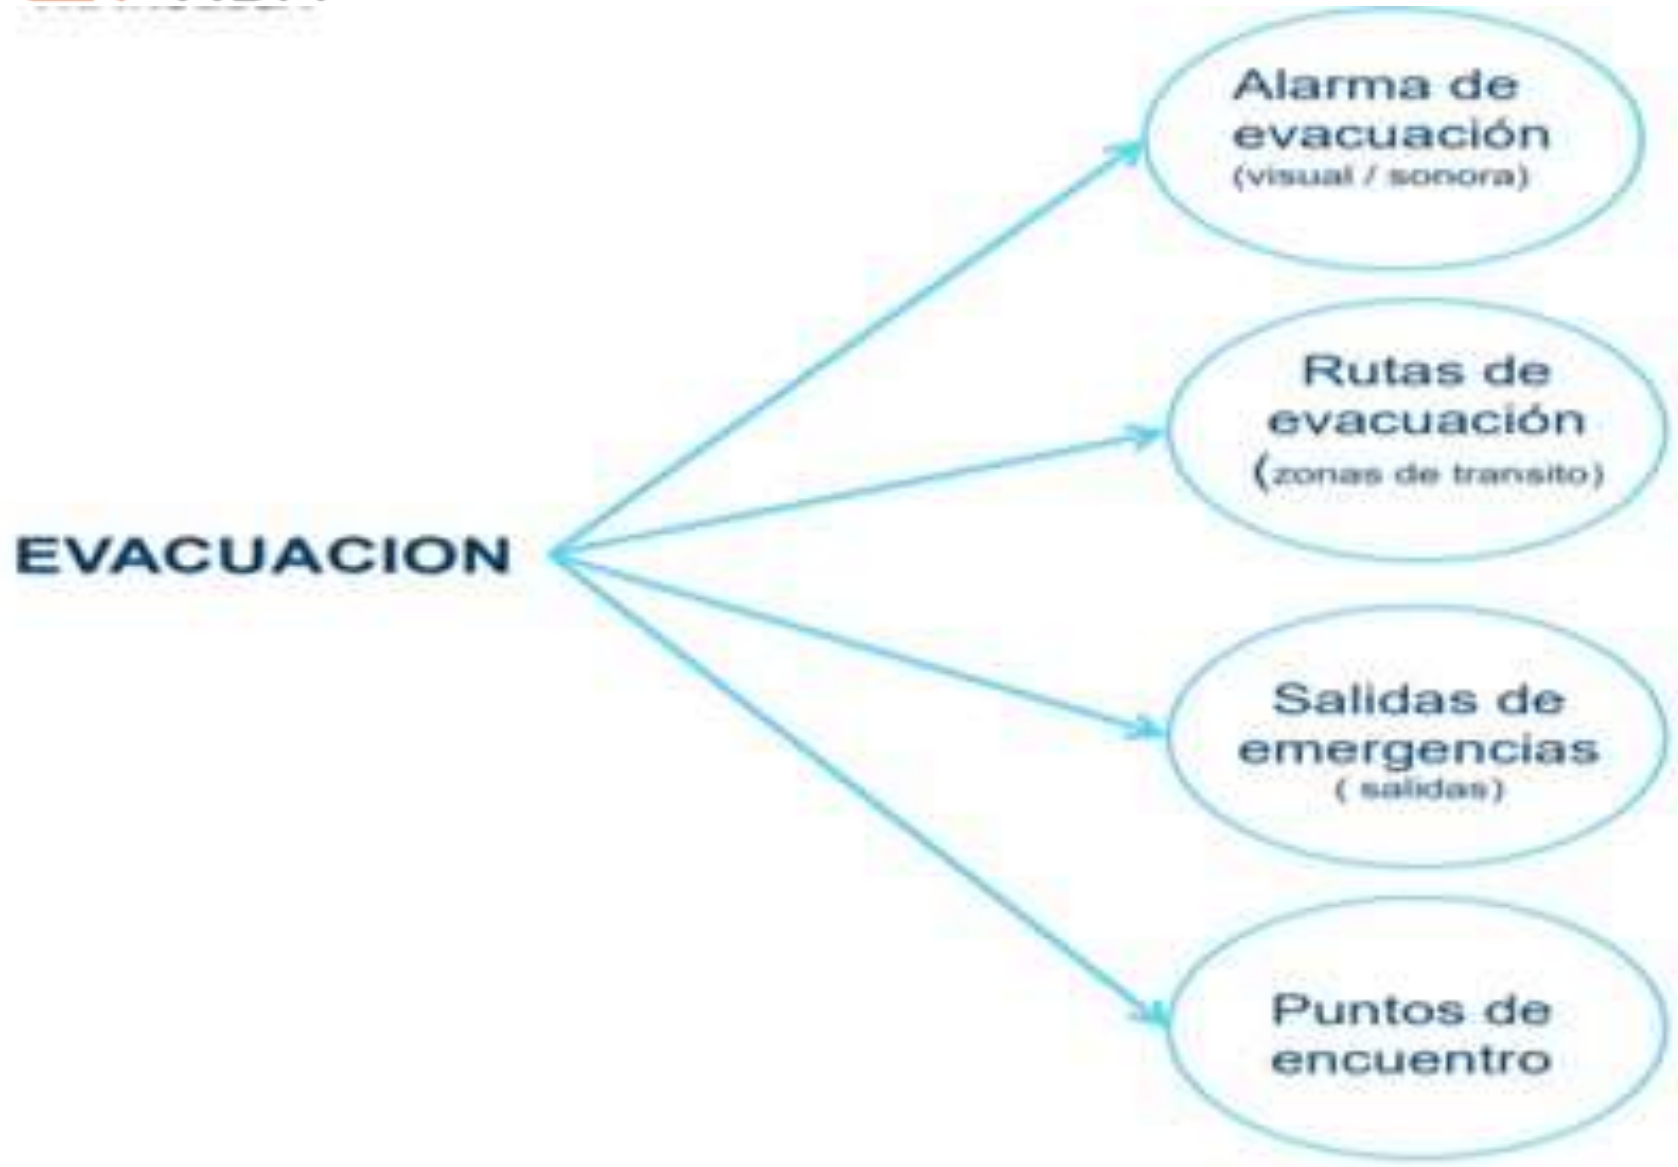 Alarma de
evacuación
(visual / sonora)
Rutas de
evacuación
(zonas de transito)
EVACUACION
Salidas de
emergencias
( salidas)
Puntos de
encuentro